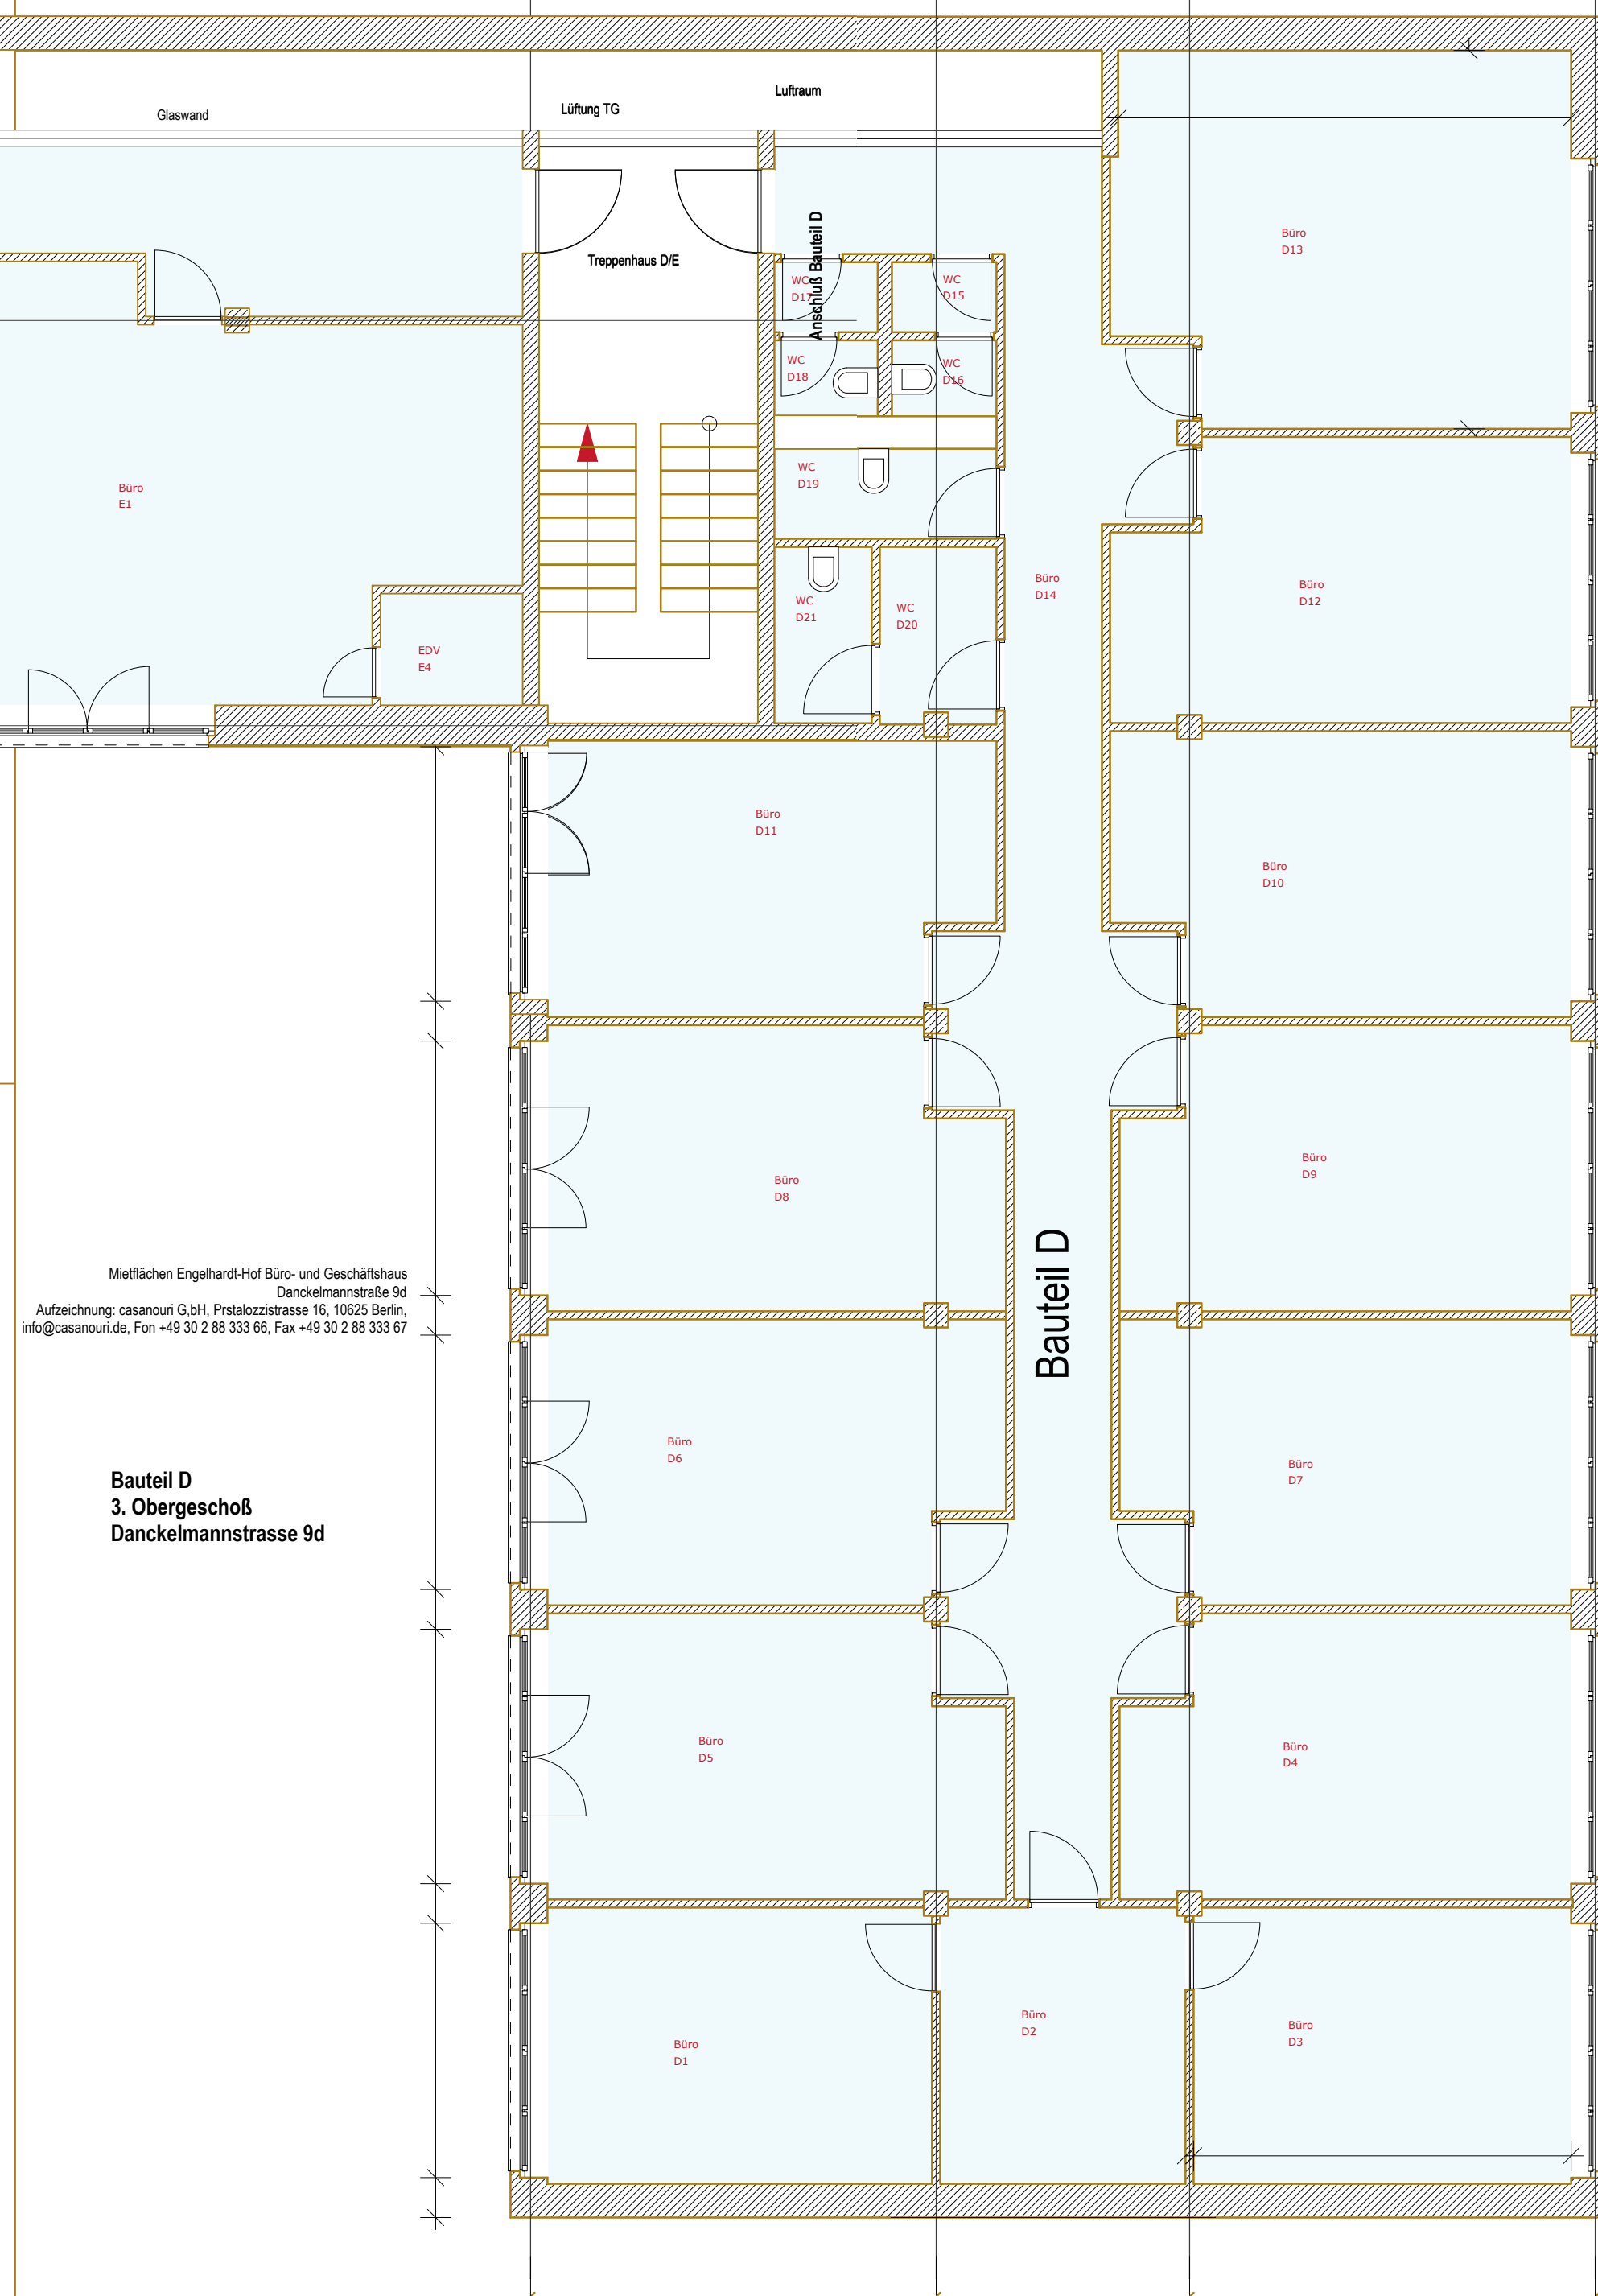 Luftraum
Lüftung TG
Glaswand
Anschluß Bauteil D
Treppenhaus D/E
Büro
D13
WC
D17
WC
D15
WC
D18
WC
D16
WC
D19
Büro
E1
Büro
D14
Büro
D12
WC
D21
WC
D20
EDV
E4
Büro
D11
Büro
D10
Büro
D8
Büro
D9
Bauteil D
Mietflächen Engelhardt-Hof Büro- und Geschäftshaus
Danckelmannstraße 9d
Aufzeichnung: casanouri G,bH, Prstalozzistrasse 16, 10625 Berlin,
info@casanouri.de, Fon +49 30 2 88 333 66, Fax +49 30 2 88 333 67
Büro
D6
Büro
D7
Bauteil D
3. Obergeschoß
Danckelmannstrasse 9d
Büro
D5
Büro
D4
Büro
D1
Büro
D2
Büro
D3